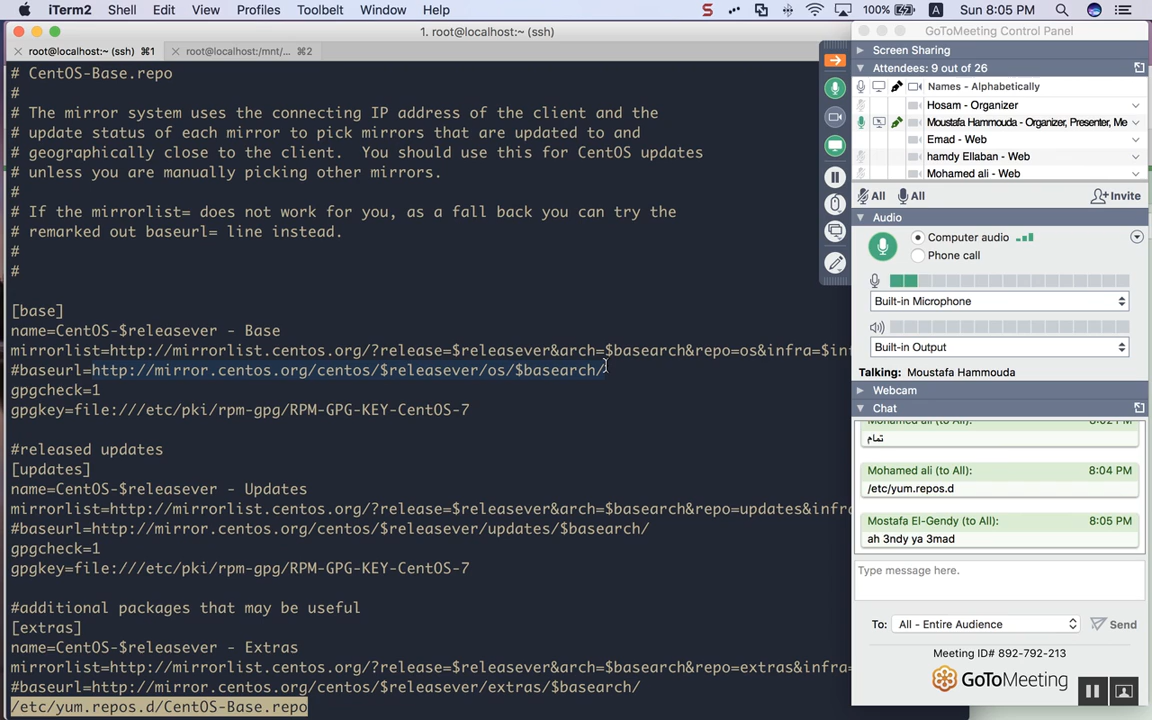 iTerm2 Shell Edit View Profiles Toolbelt Window Help 100% A Sun 8:05 PM
1. root@localhost:~ (ssh)
root@localhost:~ (ssh) ⌘1 root@localhost:/mnt/... ⌘2
# CentOS-Base.repo
#
# The mirror system uses the connecting IP address of the client and the
# update status of each mirror to pick mirrors that are updated to and
# geographically close to the client.  You should use this for CentOS updates
# unless you are manually picking other mirrors.
#
# If the mirrorlist= does not work for you, as a fall back you can try the
# remarked out baseurl= line instead.
#
#
[base]
name=CentOS-$releasever - Base
mirrorlist=http://mirrorlist.centos.org/?release=$releasever&arch=$basearch&repo=os&infra=$inf
#baseurl=http://mirror.centos.org/centos/$releasever/os/$basearch/
gpgcheck=1
gpgkey=file:///etc/pki/rpm-gpg/RPM-GPG-KEY-CentOS-7
#released updates
[updates]
name=CentOS-$releasever - Updates
mirrorlist=http://mirrorlist.centos.org/?release=$releasever&arch=$basearch&repo=updates&infra
#baseurl=http://mirror.centos.org/centos/$releasever/updates/$basearch/
gpgcheck=1
gpgkey=file:///etc/pki/rpm-gpg/RPM-GPG-KEY-CentOS-7
#additional packages that may be useful
[extras]
name=CentOS-$releasever - Extras
mirrorlist=http://mirrorlist.centos.org/?release=$releasever&arch=$basearch&repo=extras&infra=
#baseurl=http://mirror.centos.org/centos/$releasever/extras/$basearch/
/etc/yum.repos.d/CentOS-Base.repo
GoToMeeting Control Panel
Screen Sharing
Attendees: 9 out of 26
Names - Alphabetically
Hosam - Organizer
Moustafa Hammouda - Organizer, Presenter, Me
Emad - Web
hamdy Ellaban - Web
Mohamed ali - Web
All All Invite
Audio
Computer audio
Phone call
Built-in Microphone
Built-in Output
Talking: Moustafa Hammouda
Webcam
Chat
Mohamed ali (to All): 8:02 PM
تمام
Mohamed ali (to All): 8:04 PM
/etc/yum.repos.d
Mostafa El-Gendy (to All): 8:05 PM
ah 3ndy ya 3mad
Type message here.
To: All - Entire Audience Send
Meeting ID# 892-792-213
GoToMeeting